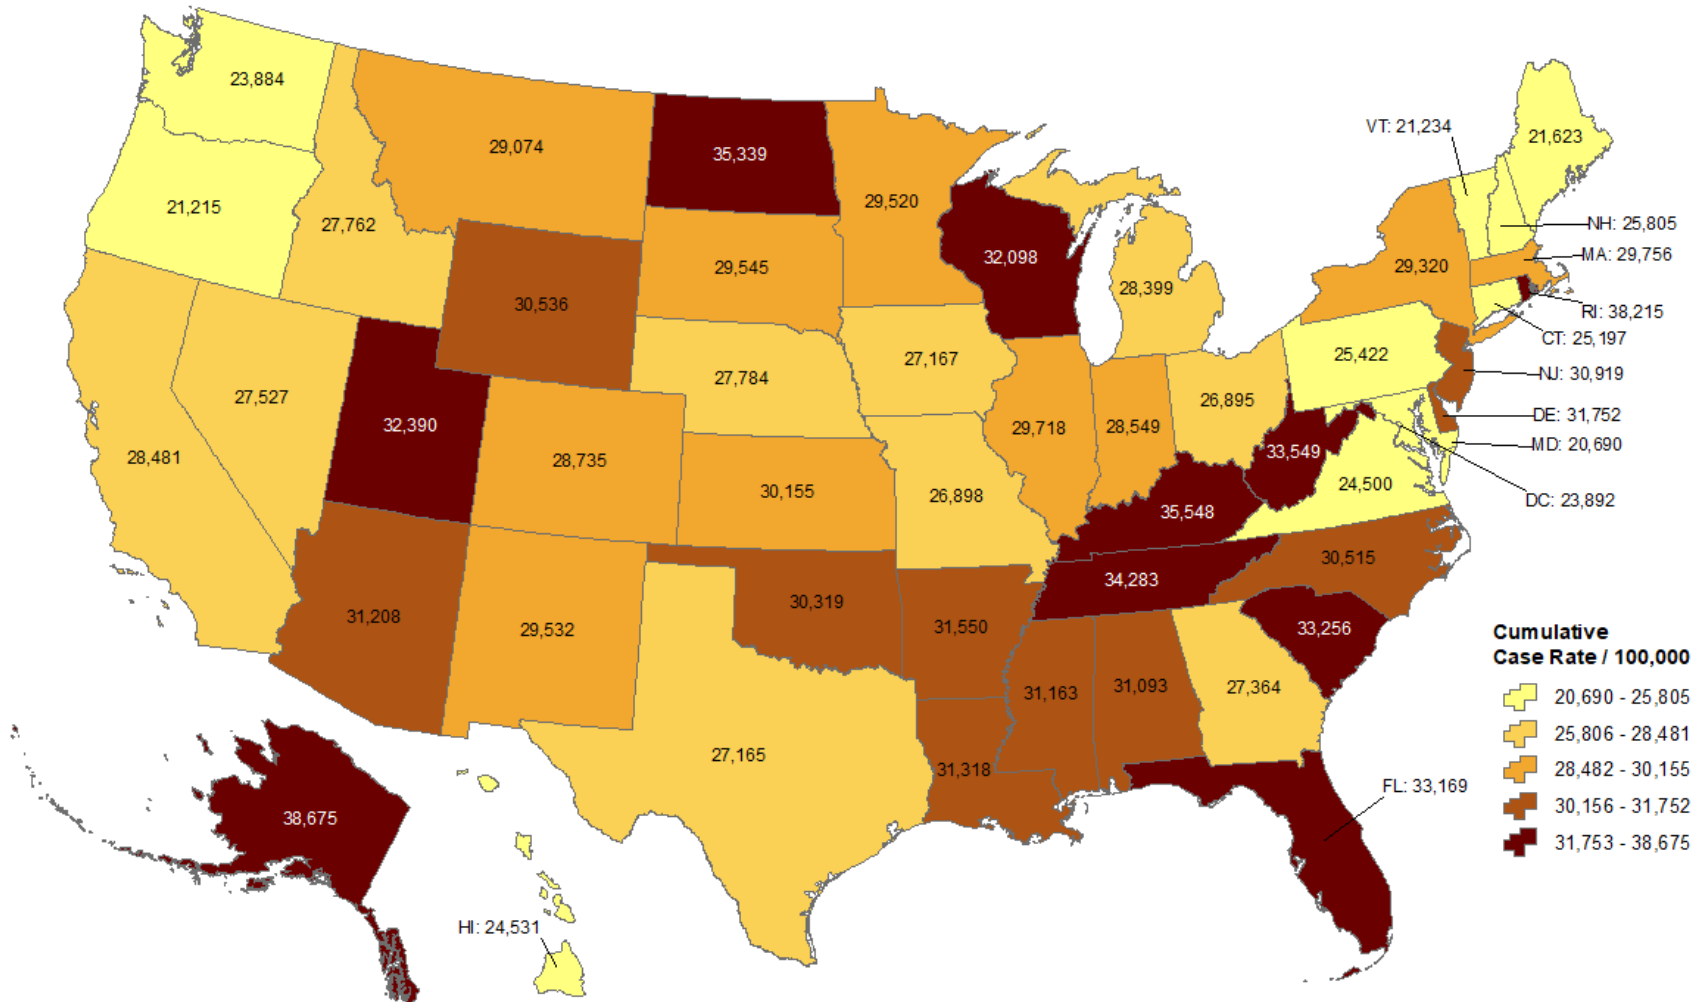 23,884
VT: 21,234
21,623
29,074
35,339
21,215
29,520
27,762
NH: 25,805
MA: 29,756
32,098
29,320
29,545
28,399
30,536
RI: 38,215
CT: 25,197
25,422
27,167
27,784
NJ: 30,919
27,527
26,895
DE: 31,752
32,390
29,718
28,549
MD: 20,690
33,549
28,481
28,735
24,500
30,155
26,898
DC: 23,892
35,548
30,515
34,283
30,319
31,208
29,532
31,550
33,256
Cumulative
Case Rate / 100,000
31,163
31,093
27,364
20,690 - 25,805
25,806 - 28,481
27,165
31,318
28,482 - 30,155
FL: 33,169
30,156 - 31,752
38,675
31,753 - 38,675
HI: 24,531